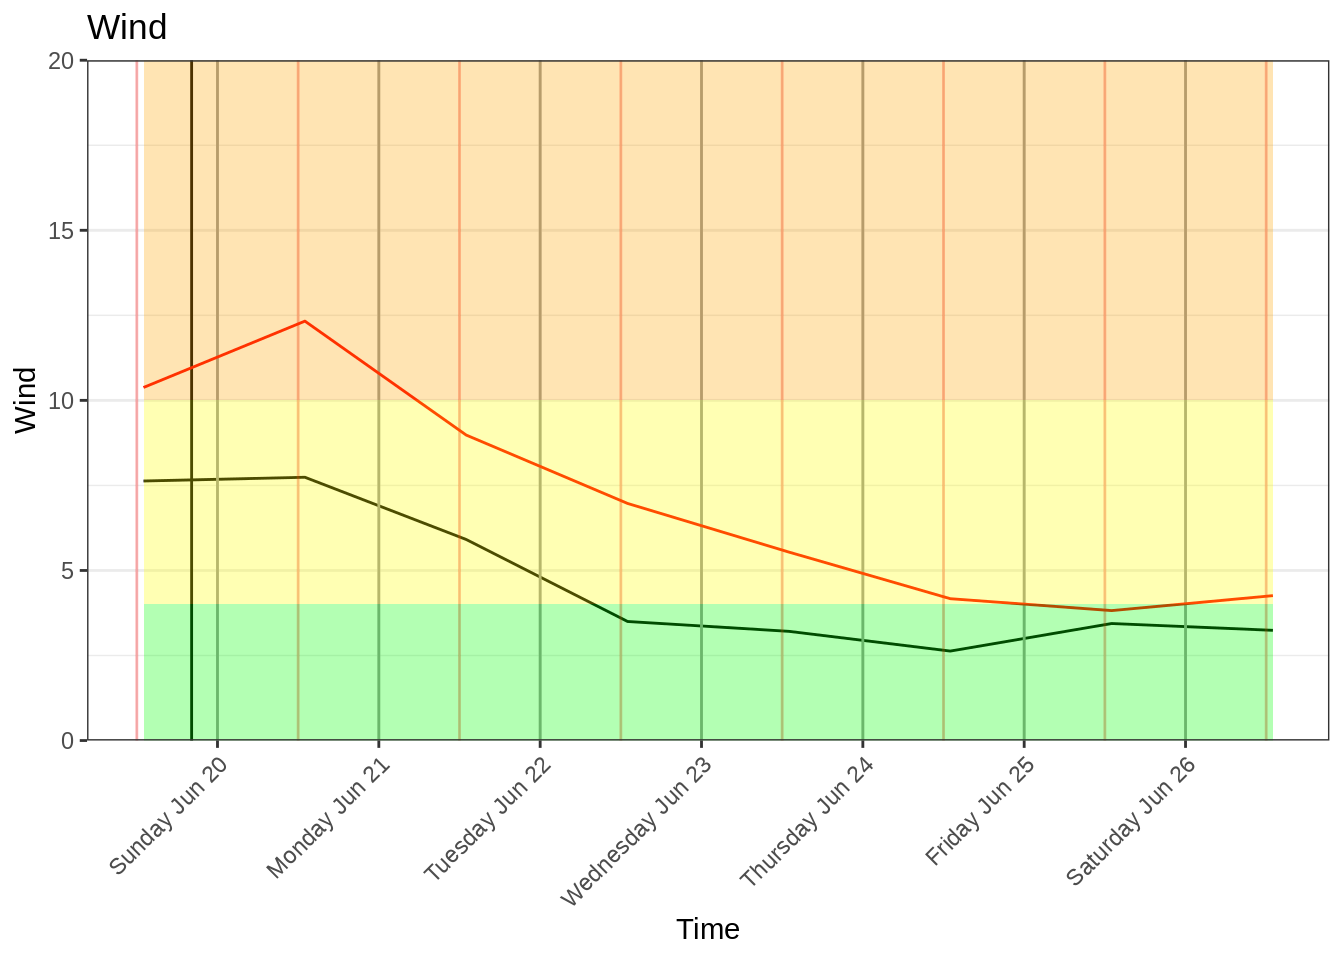 Wind
20
15
10
5
0
Wind
Sunday Jun 20
Monday Jun 21
Tuesday Jun 22
Wednesday Jun 23
Thursday Jun 24
Friday Jun 25
Saturday Jun 26
Time